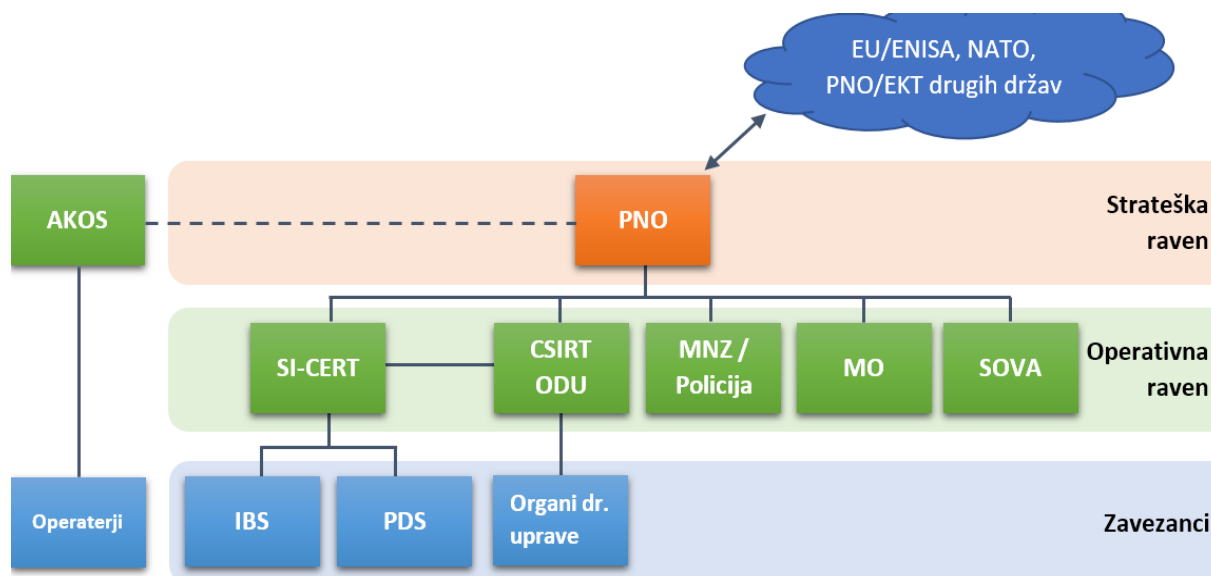 EU/ENISA, NATO,
PNO/EKT drugih držav
AKOS
PNO
Strateška
raven
SI-CERT
CSIRT
ODU
MNZ /
Policija
MO
SOVA
Operativna
raven
Operaterji
IBS
PDS
Organi dr.
uprave
Zavezanci